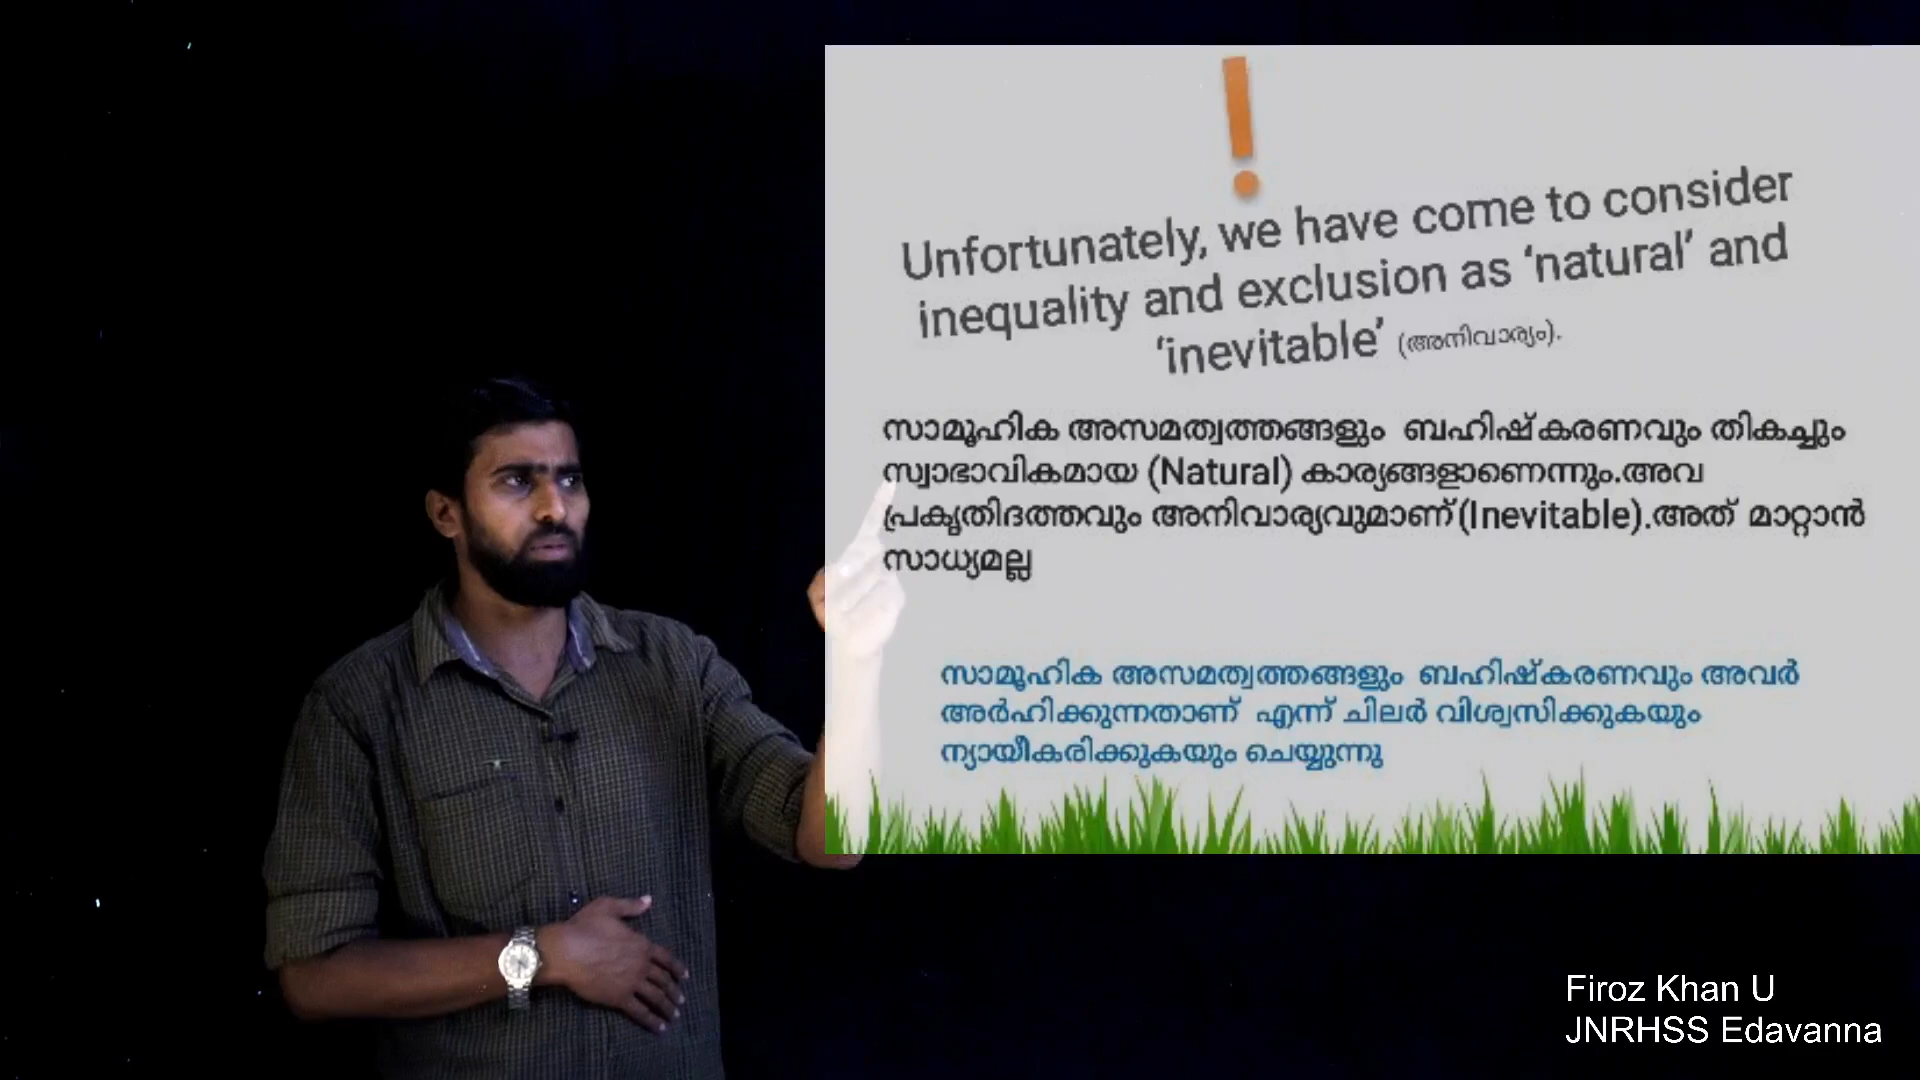 !
Unfortunately, we have come to consider
inequality and exclusion as ‘natural’ and
‘inevitable’ (അനിവാര്യം).
സാമൂഹിക അസമത്വത്തങ്ങളും ബഹിഷ്കരണവും തികച്ചും
സ്വാഭാവികമായ (Natural) കാര്യങ്ങളാണെന്നും.അവ
പ്രകൃതിദത്തവും അനിവാര്യവുമാണ്(Inevitable).അത് മാറ്റാൻ
സാധ്യമല്ല
സാമൂഹിക അസമത്വത്തങ്ങളും ബഹിഷ്കരണവും അവർ
അർഹിക്കുന്നതാണ് എന്ന് ചിലർ വിശ്വസിക്കുകയും
ന്യായീകരിക്കുകയും ചെയ്യുന്നു
Firoz Khan U
JNRHSS Edavanna